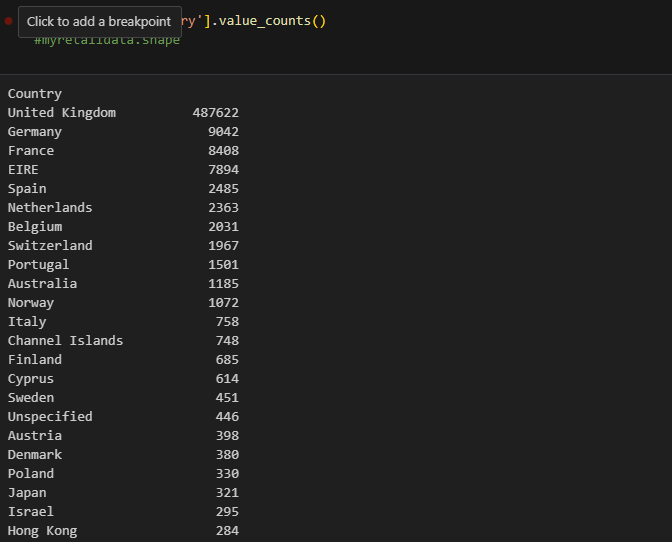 Click to add a breakpoint ry'].value_counts()
#myretaildata.shape
Country
United Kingdom 487622
Germany 9042
France 8408
EIRE 7894
Spain 2485
Netherlands 2363
Belgium 2031
Switzerland 1967
Portugal 1501
Australia 1185
Norway 1072
Italy 758
Channel Islands 748
Finland 685
Cyprus 614
Sweden 451
Unspecified 446
Austria 398
Denmark 380
Poland 330
Japan 321
Israel 295
Hong Kong 284